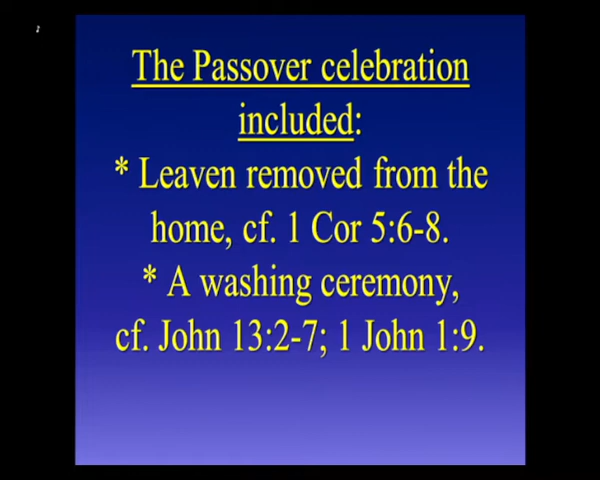 The Passover celebration
included:
* Leaven removed from the
home, cf. 1 Cor 5:6-8.
* A washing ceremony,
cf. John 13:2-7; 1 John 1:9.